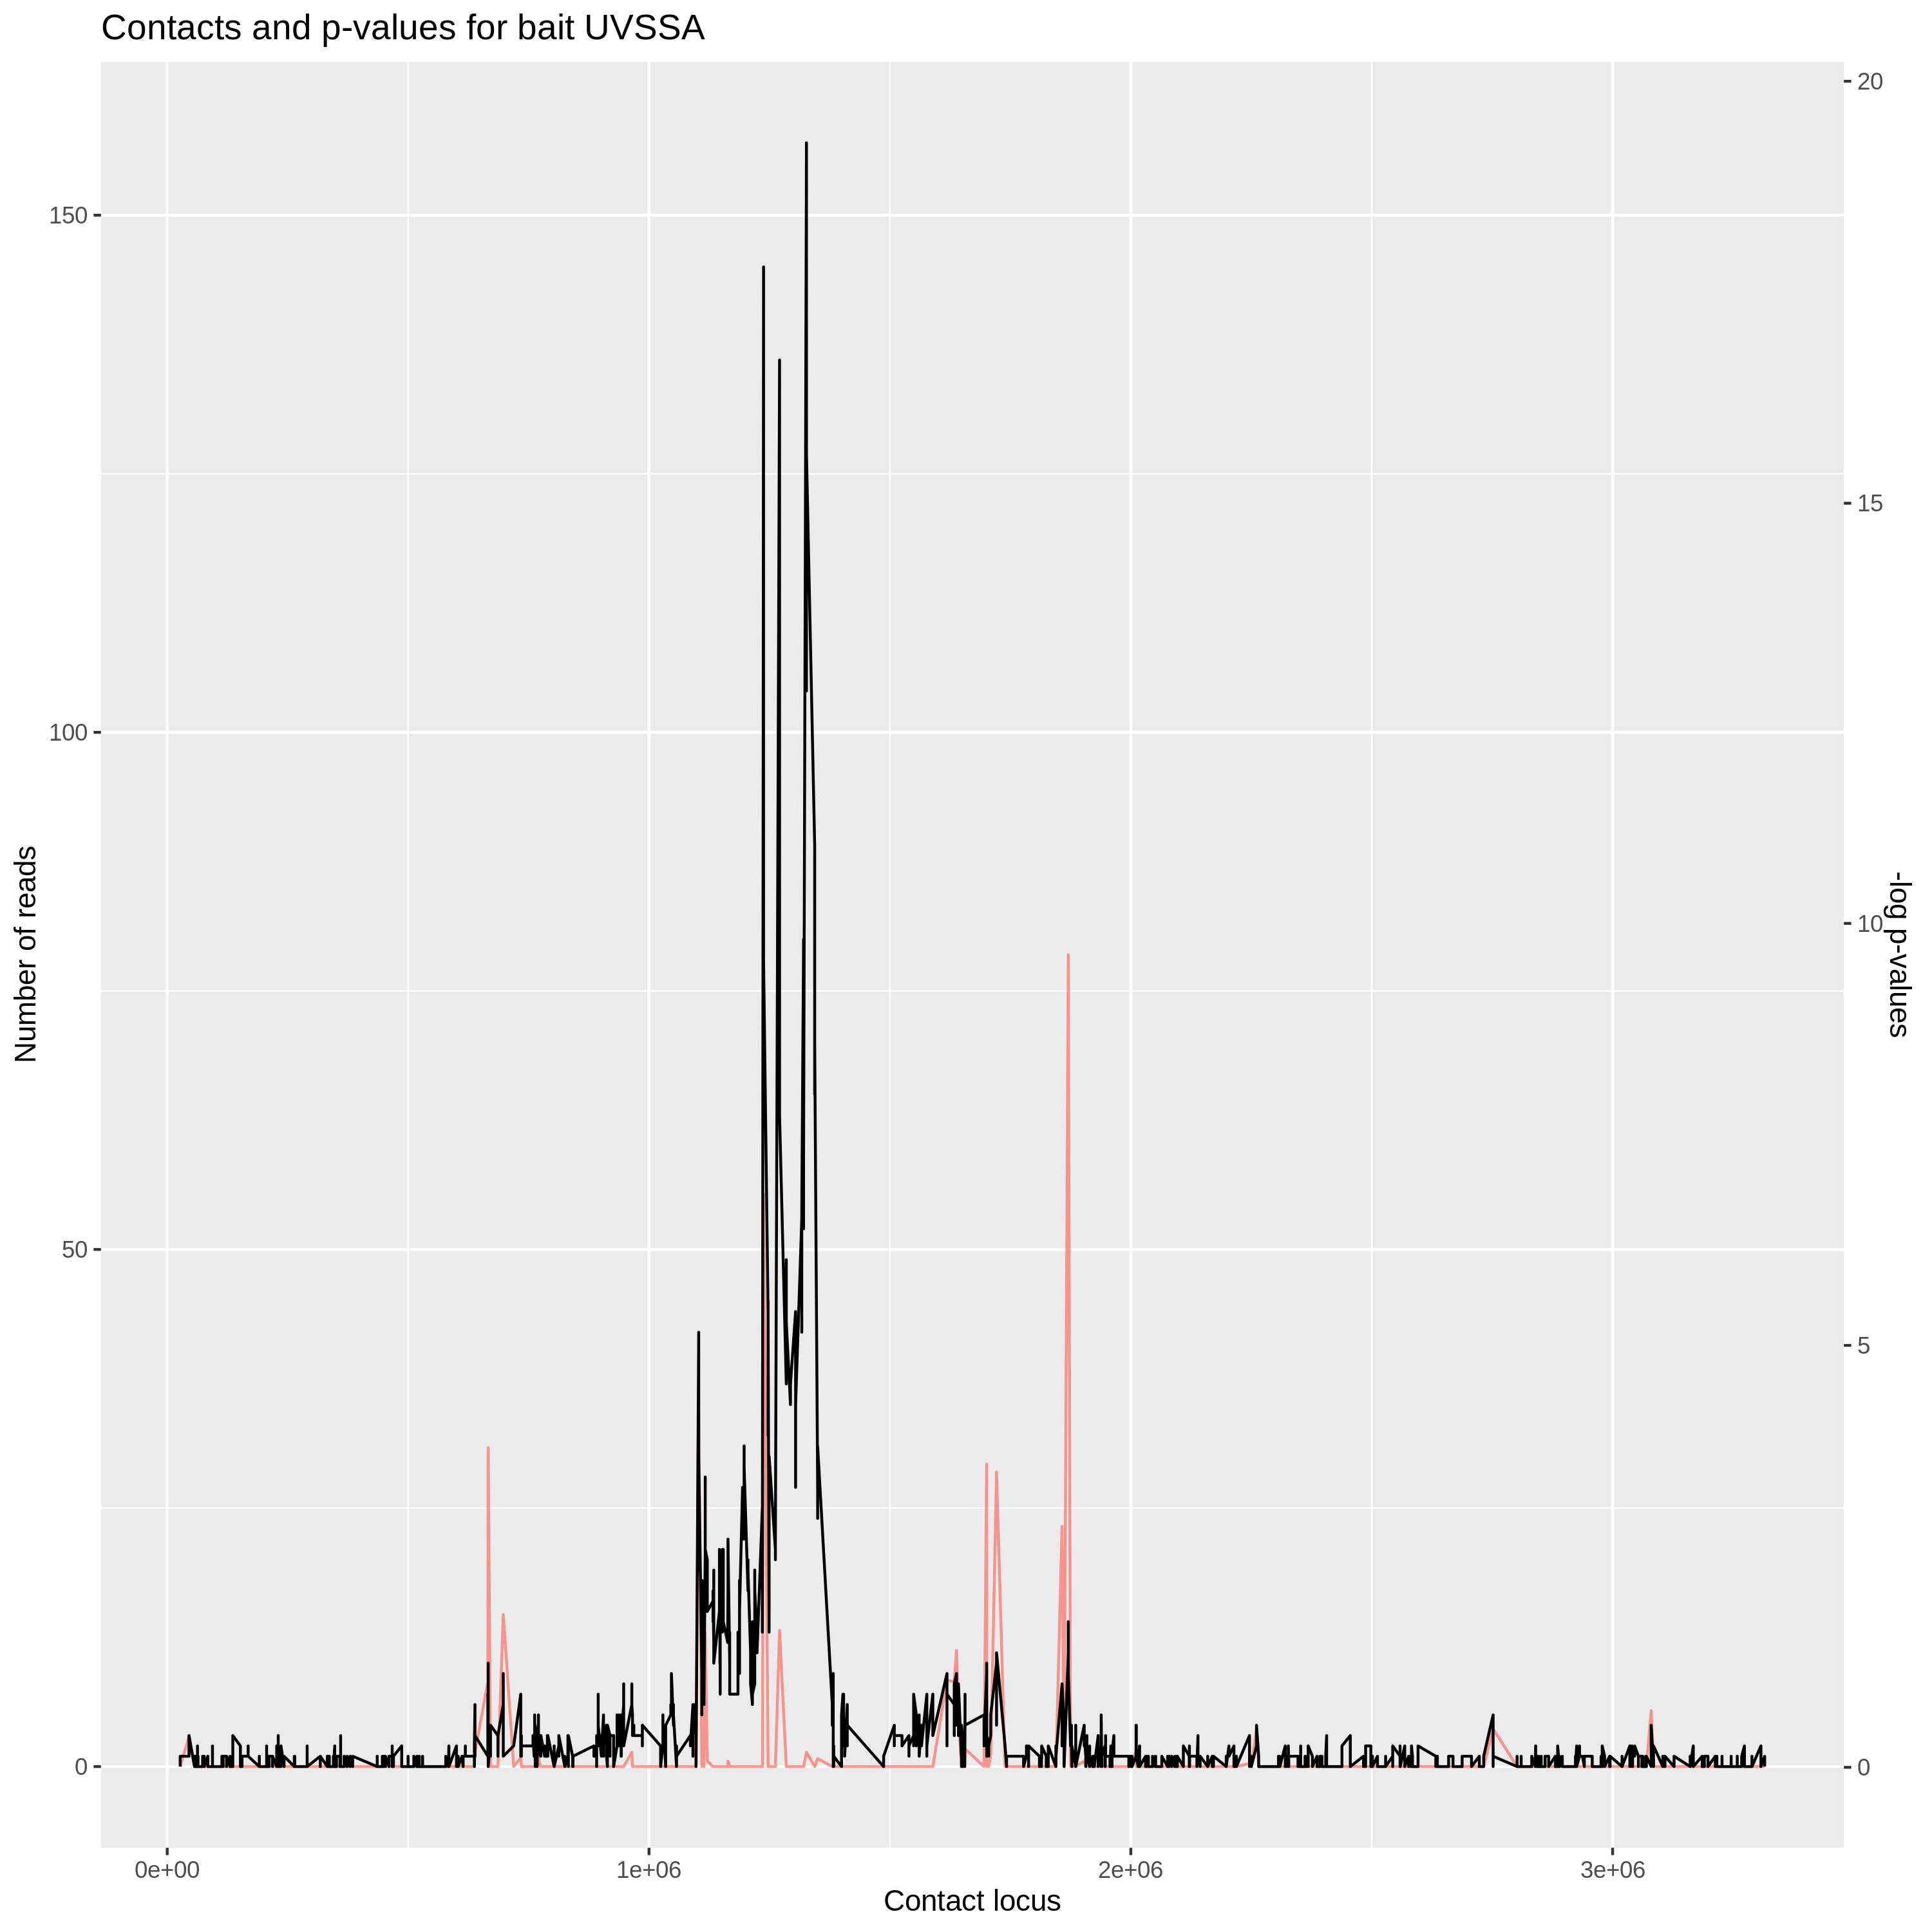 Contacts and p-values for bait UVSSA
20
150
15
100
Number of reads
-log p-values
10
50
5
0
0
0e+00
1e+06
2e+06
3e+06
Contact locus